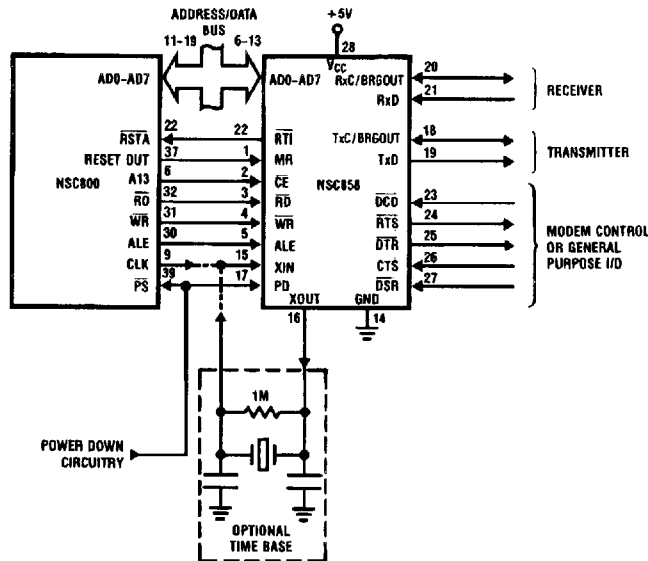 ADDRESS/DATA
BUS
11-19 6-13
+5V
28
VCC
AD0-AD7
AD0-AD7
RxC/BRGOUT 20
RxD 21
RECEIVER
RSTA 22 22 RTI
TxC/BRGOUT 18
TxD 19
TRANSMITTER
RESET OUT 37 1 MR
NSC800
NSC858
A13 6 2 CE
RD 32 3 RD
WR 31 4 WR
ALE 30 5 ALE
CLK 9 15 XIN
PS 39 17 PD
DCD 23
RTS 24
DTR 25
CTS 26
DSR 27
MODEM CONTROL
OR GENERAL
PURPOSE I/O
XOUT GND
16 14
1M
POWER DOWN
CIRCUITRY
OPTIONAL
TIME BASE